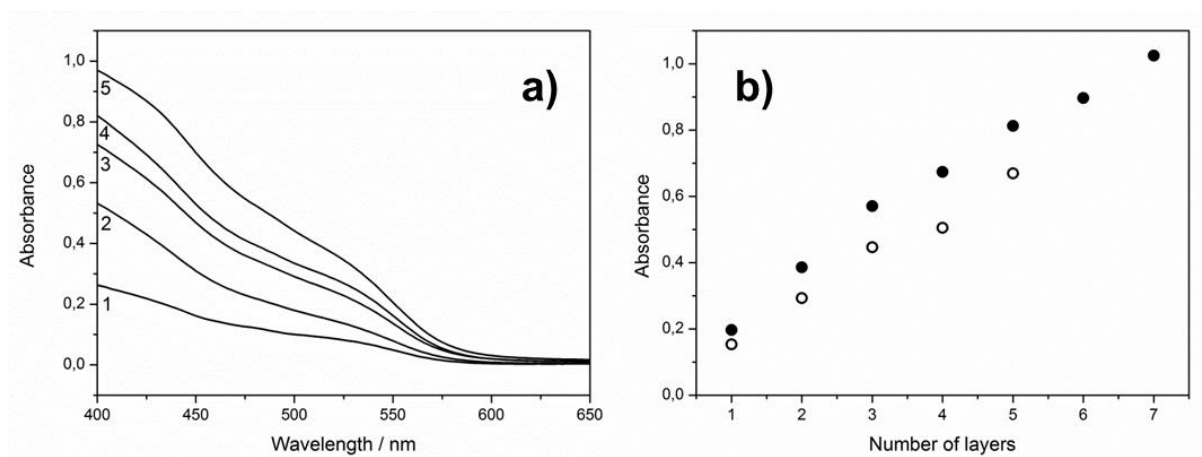 a)
1,0
0,8
0,6
0,4
0,2
0,0
5
4
3
2
1
Absorbance
400 450 500 550 600 650
Wavelength / nm
b)
1,0
0,8
0,6
0,4
0,2
0,0
Absorbance
1 2 3 4 5 6 7
Number of layers